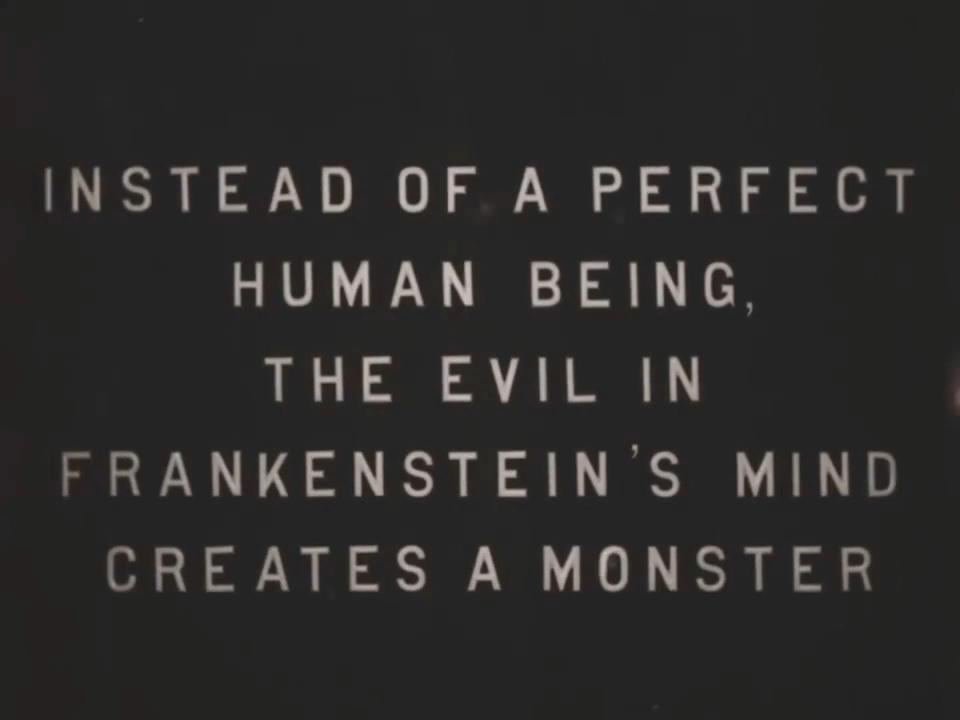 INSTEAD OF A PERFECT
HUMAN BEING,
THE EVIL IN
FRANKENSTEIN'S MIND
CREATES A MONSTER